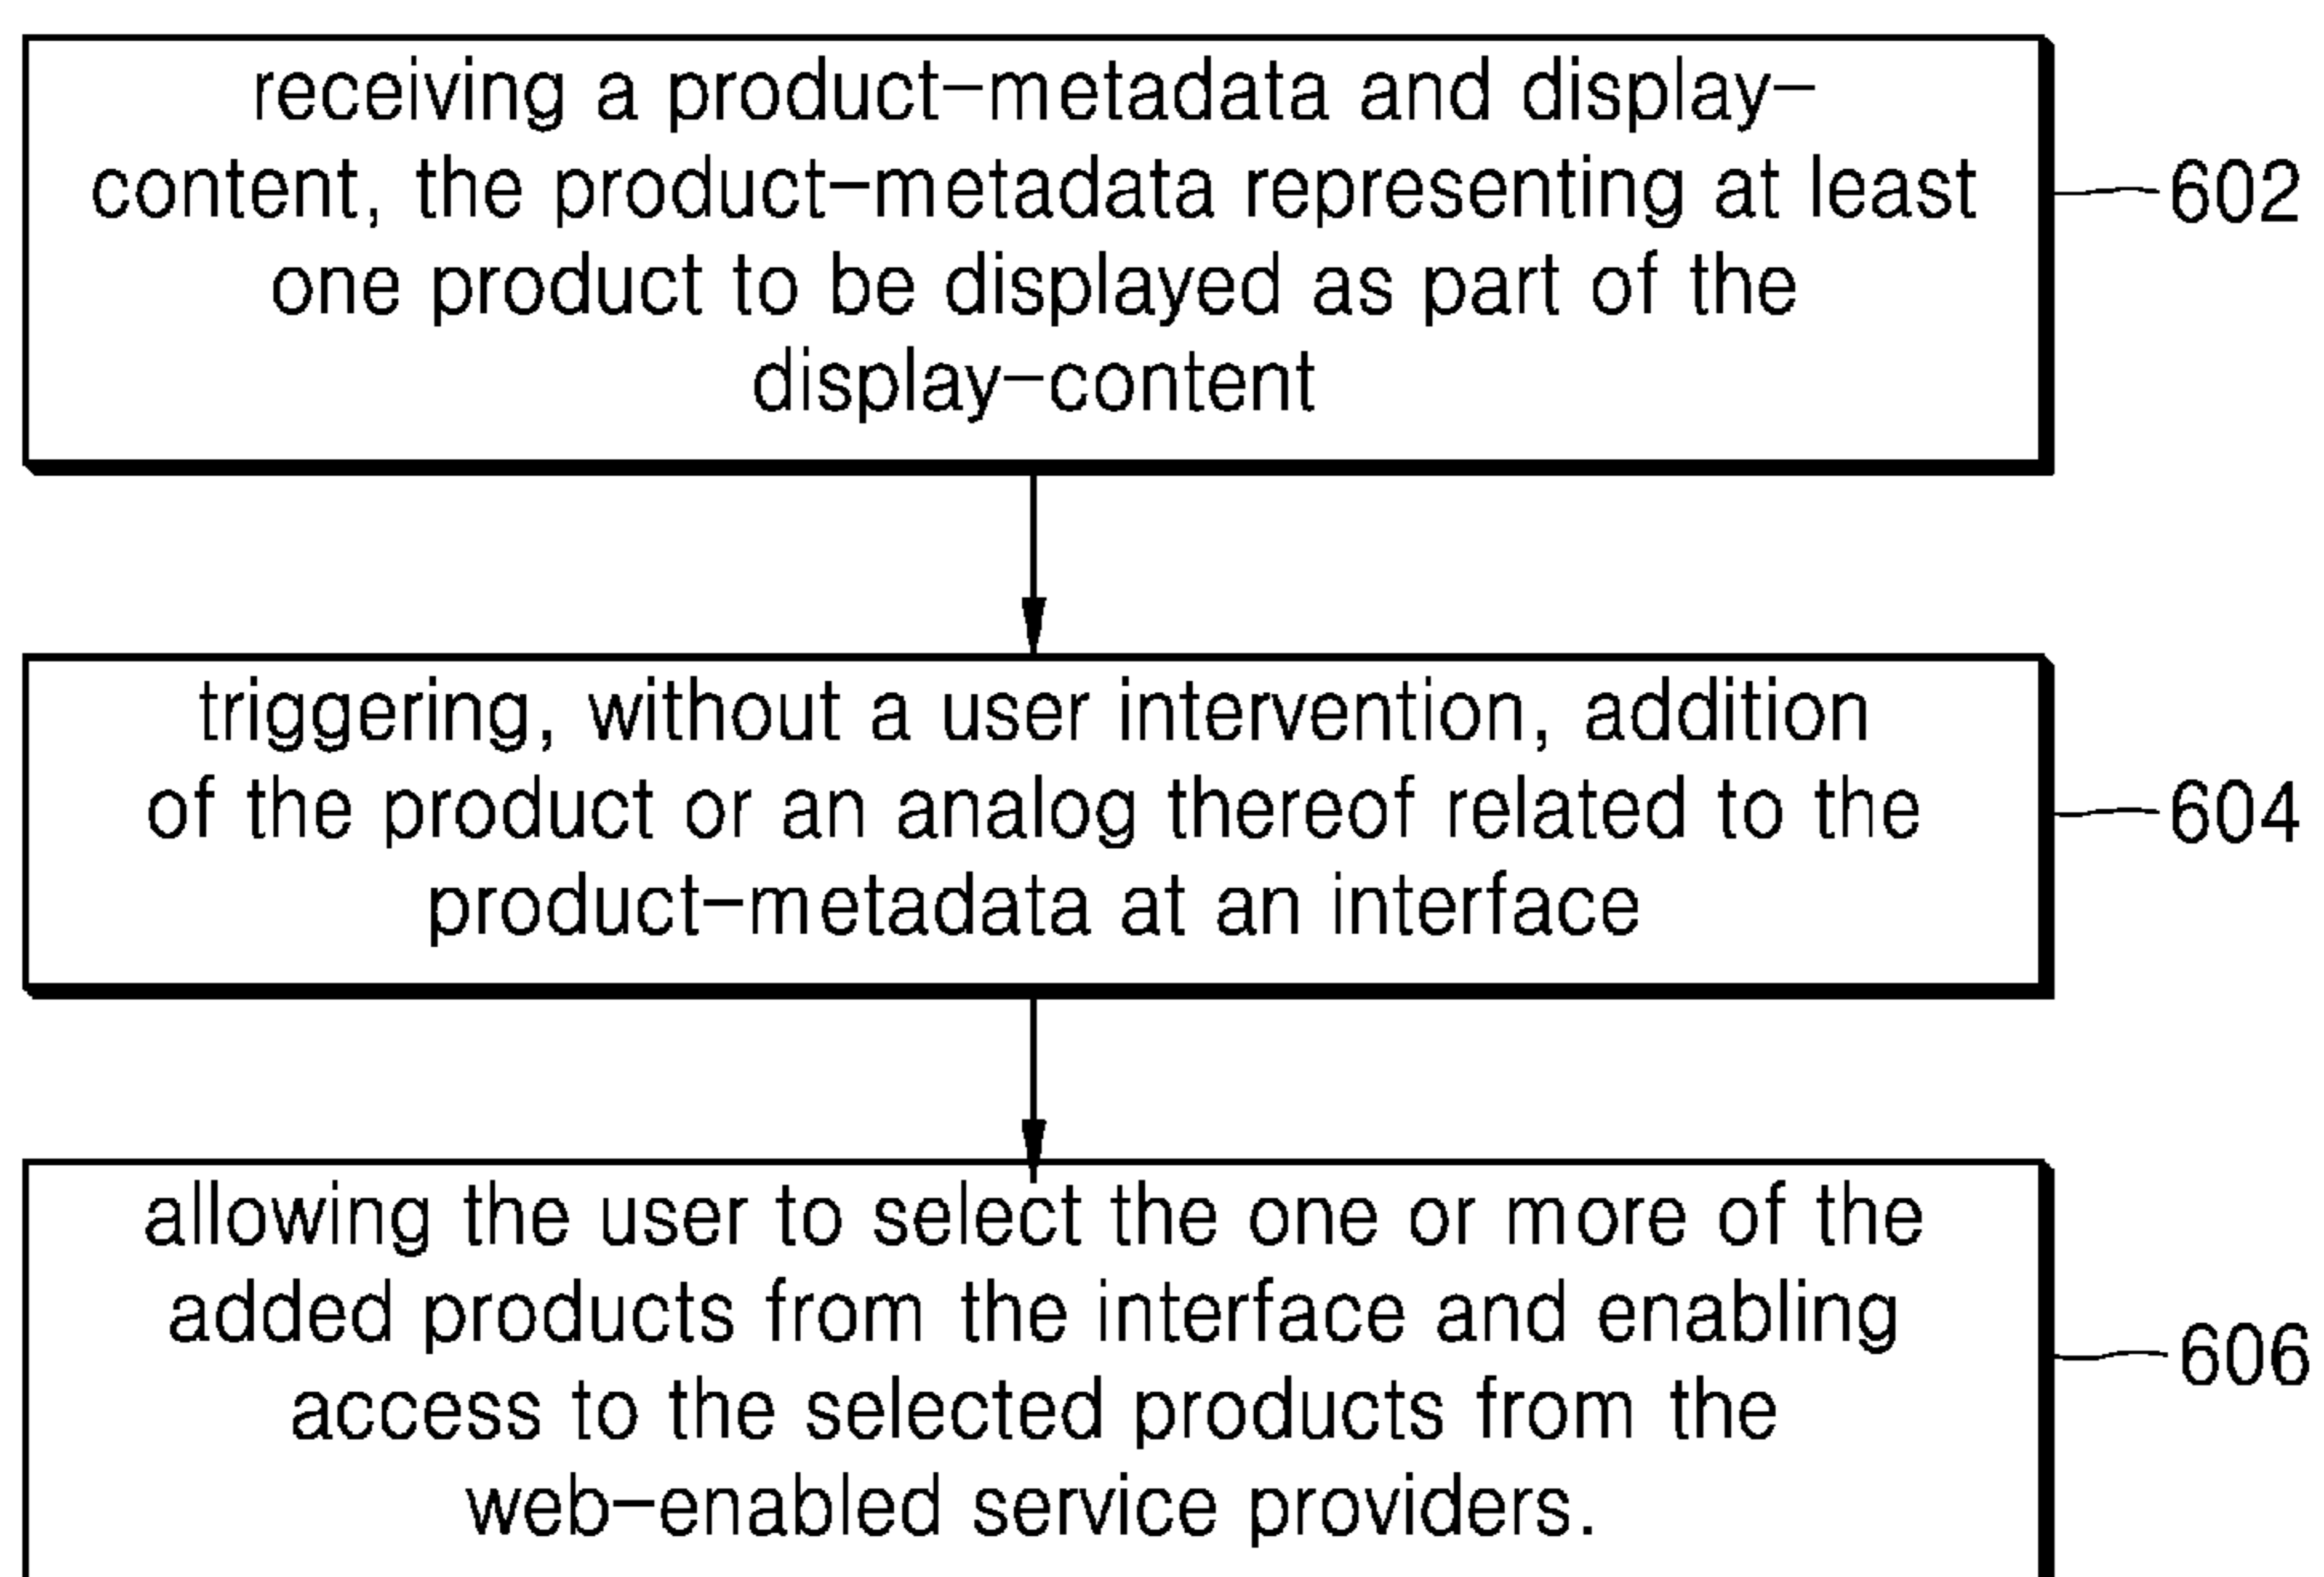 receiving a product-metadata and display-
content, the product-metadata representing at least
one product to be displayed as part of the
display-content
602
triggering, without a user intervention, addition
of the product or an analog thereof related to the
product-metadata at an interface
604
allowing the user to select the one or more of the
added products from the interface and enabling
access to the selected products from the
web-enabled service providers.
606